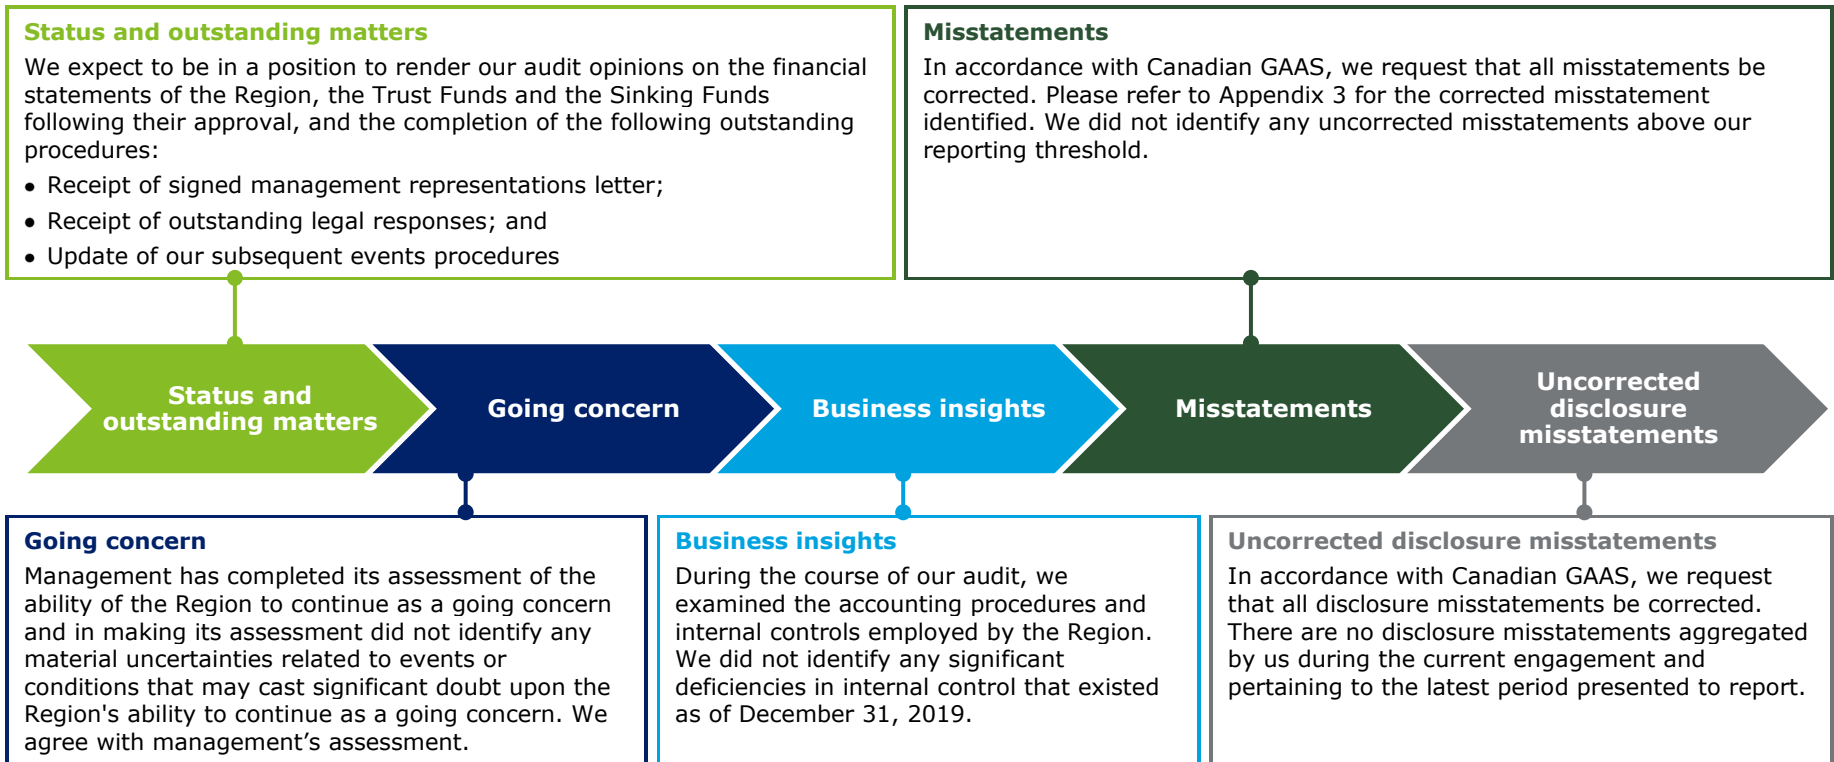 Status and outstanding matters
We expect to be in a position to render our audit opinions on the financial
statements of the Region, the Trust Funds and the Sinking Funds
following their approval, and the completion of the following outstanding
procedures:
• Receipt of signed management representations letter;
• Receipt of outstanding legal responses; and
• Update of our subsequent events procedures
Misstatements
In accordance with Canadian GAAS, we request that all misstatements be
corrected. Please refer to Appendix 3 for the corrected misstatement
identified. We did not identify any uncorrected misstatements above our
reporting threshold.
Status and
outstanding matters
Going concern
Business insights
Misstatements
Uncorrected
disclosure
misstatements
Going concern
Management has completed its assessment of the
ability of the Region to continue as a going concern
and in making its assessment did not identify any
material uncertainties related to events or
conditions that may cast significant doubt upon the
Region's ability to continue as a going concern. We
agree with management’s assessment.
Business insights
During the course of our audit, we
examined the accounting procedures and
internal controls employed by the Region.
We did not identify any significant
deficiencies in internal control that existed
as of December 31, 2019.
Uncorrected disclosure misstatements
In accordance with Canadian GAAS, we request
that all disclosure misstatements be corrected.
There are no disclosure misstatements aggregated
by us during the current engagement and
pertaining to the latest period presented to report.